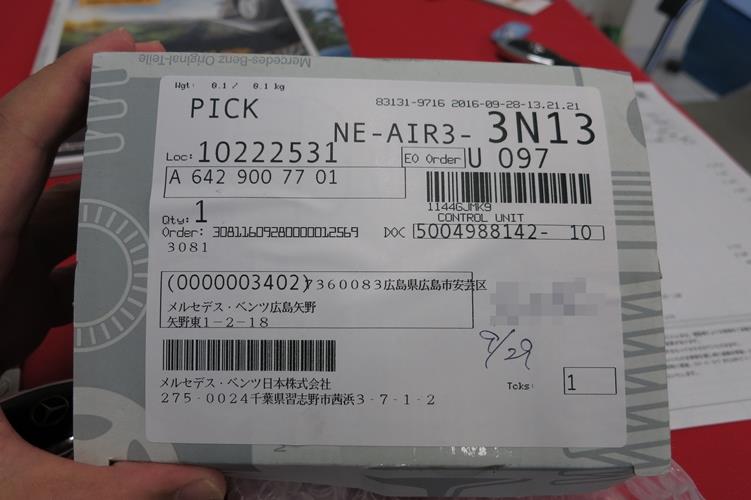 Mercedes-Benz Original-Teile
Wgt: 0.1 / 0.1 kg
PICK
83131-9716 2016-09-28-13.21.21
NE-AIR3- 3N13
Loc: 10222531
EO Order U 097
A 642 900 77 01
1144GJMK9
CONTROL UNIT
Qty: 1
Order: 30811609280000012569
DOC 5004988142- 10
3081
(0000003402)7360083広島県広島市安芸区
メルセデス・ベンツ広島矢野
矢野東1-2-18
9/29
Tcks: 1
メルセデス・ベンツ日本株式会社
275-0024千葉県習志野市茜浜3-7-1-2
2